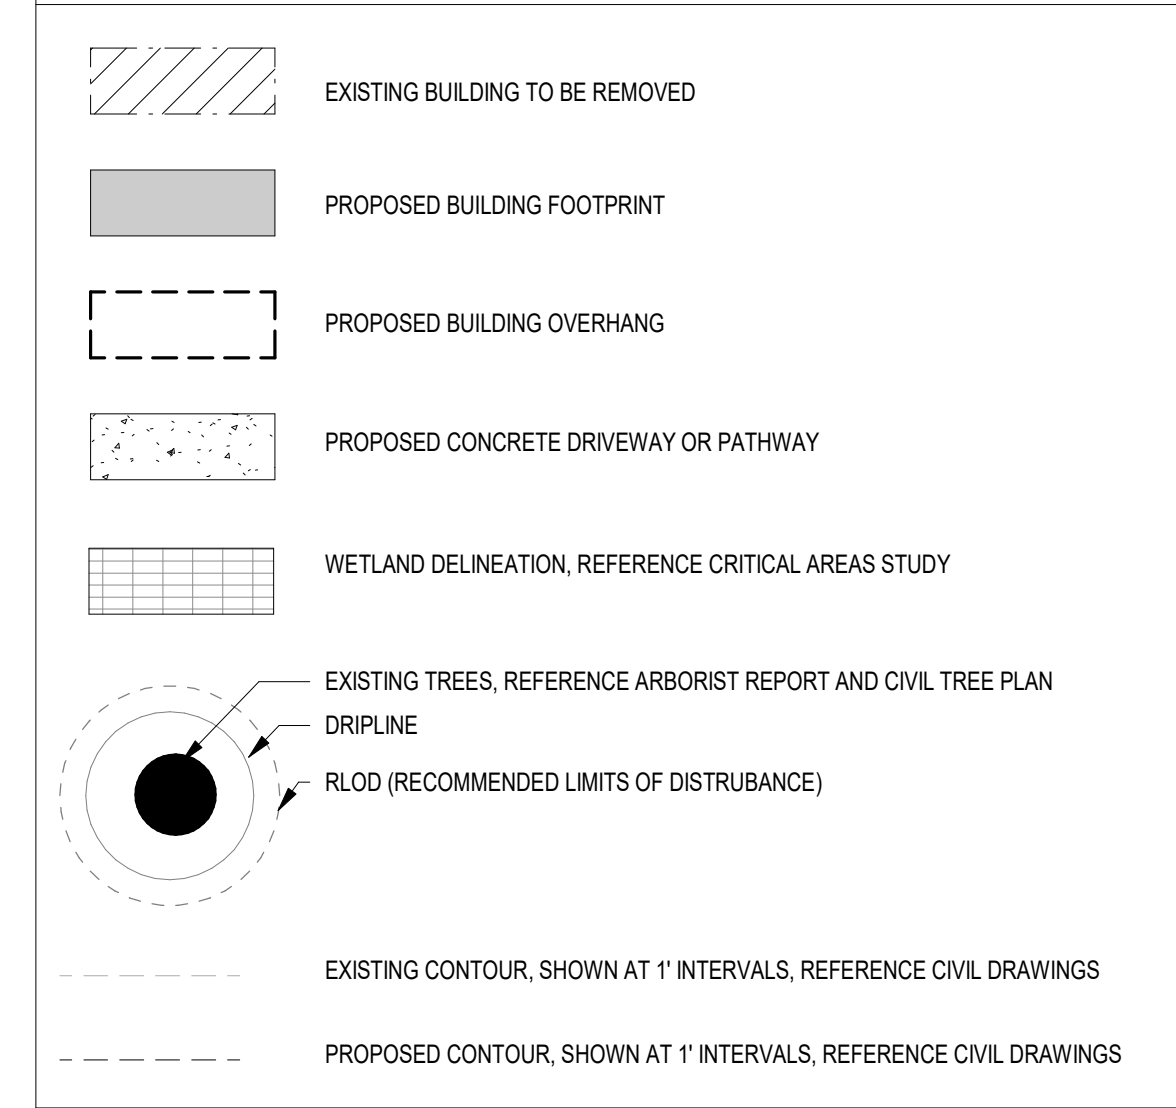 EXISTING BUILDING TO BE REMOVED
PROPOSED BUILDING FOOTPRINT
PROPOSED BUILDING OVERHANG
PROPOSED CONCRETE DRIVEWAY OR PATHWAY
WETLAND DELINEATION, REFERENCE CRITICAL AREAS STUDY
EXISTING TREES, REFERENCE ARBORIST REPORT AND CIVIL TREE PLAN
DRIPLINE
RLOD (RECOMMENDED LIMITS OF DISTRUBANCE)
EXISTING CONTOUR, SHOWN AT 1' INTERVALS, REFERENCE CIVIL DRAWINGS
PROPOSED CONTOUR, SHOWN AT 1' INTERVALS, REFERENCE CIVIL DRAWINGS